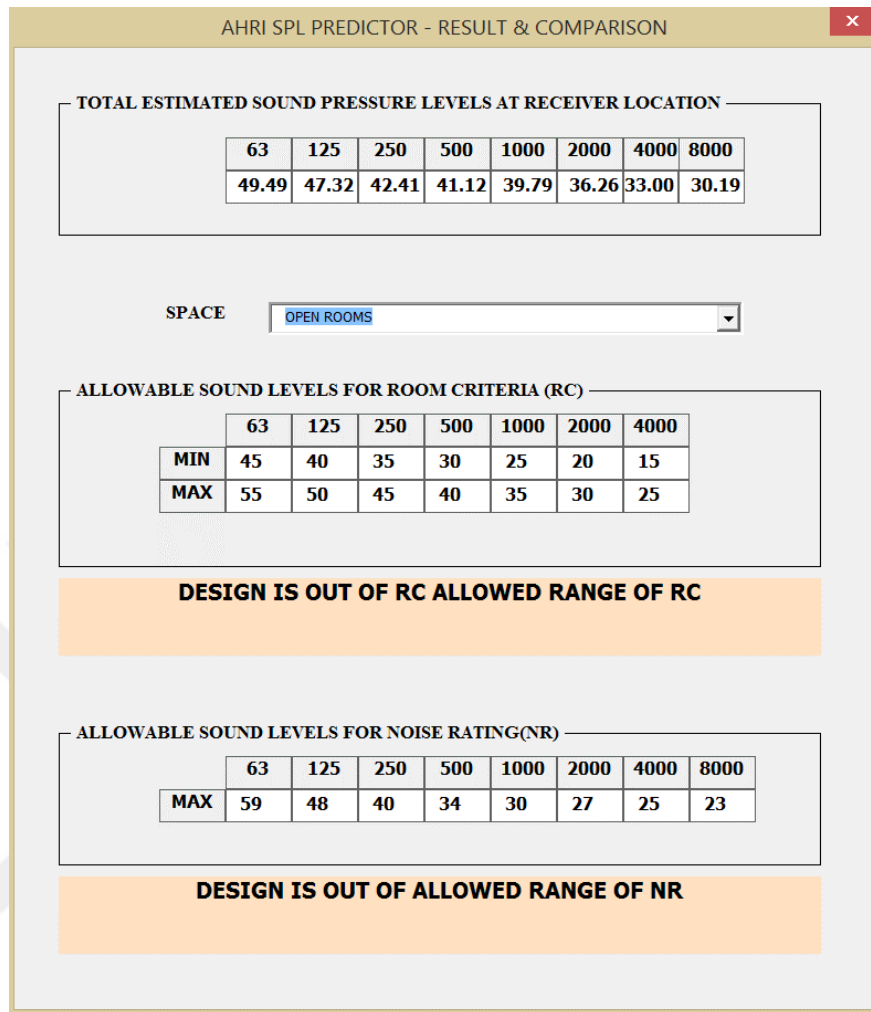 AHRI SPL PREDICTOR - RESULT & COMPARISON
x
TOTAL ESTIMATED SOUND PRESSURE LEVELS AT RECEIVER LOCATION
63 125 250 500 1000 2000 4000 8000
49.49 47.32 42.41 41.12 39.79 36.26 33.00 30.19
SPACE OPEN ROOMS
ALLOWABLE SOUND LEVELS FOR ROOM CRITERIA (RC)
63 125 250 500 1000 2000 4000
MIN 45 40 35 30 25 20 15
MAX 55 50 45 40 35 30 25
DESIGN IS OUT OF RC ALLOWED RANGE OF RC
ALLOWABLE SOUND LEVELS FOR NOISE RATING(NR)
63 125 250 500 1000 2000 4000 8000
MAX 59 48 40 34 30 27 25 23
DESIGN IS OUT OF ALLOWED RANGE OF NR